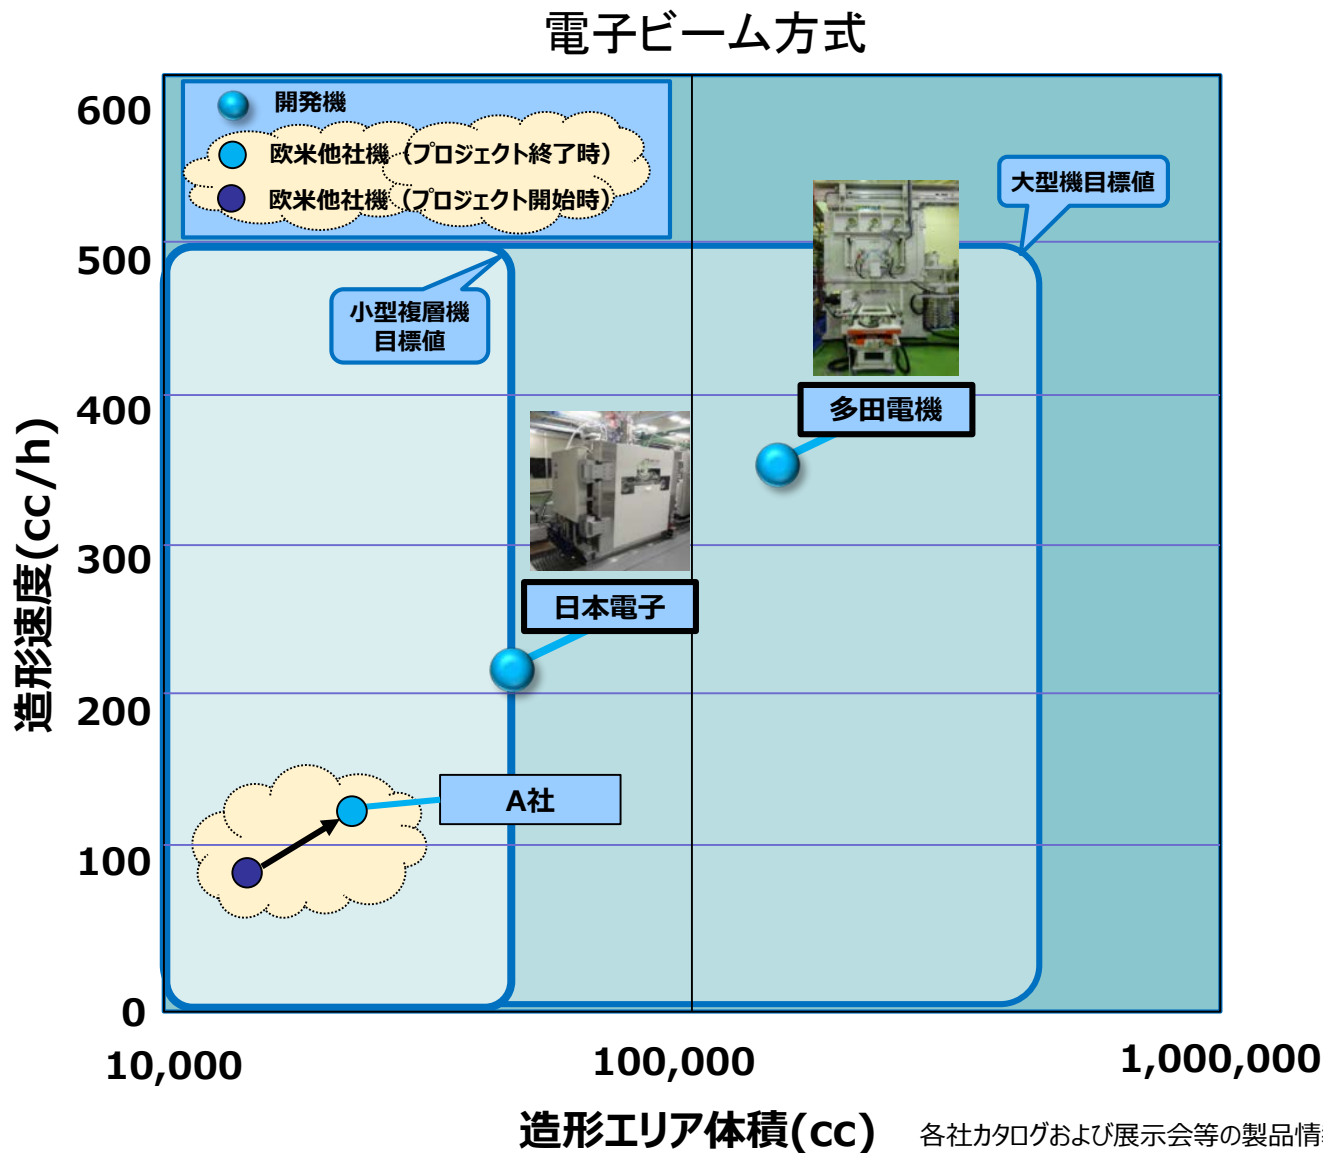 電子ビーム方式
開発機
欧米他社機（プロジェクト終了時）
欧米他社機（プロジェクト開始時）
大型機目標値
小型複層機
目標値
多田電機
日本電子
A社
造形速度(cc/h)
600
500
400
300
200
100
0
10,000
100,000
1,000,000
造形エリア体積(cc)
各社カタログおよび展示会等の製品情